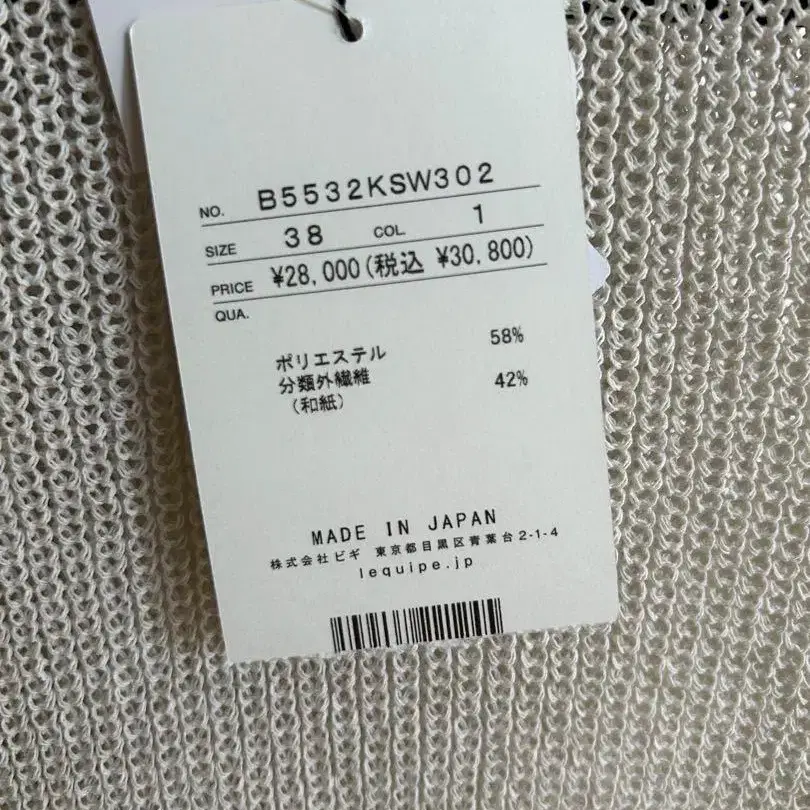 NO. B5532KSW302
SIZE 38 COL. 1
PRICE ¥28,000(税込 ¥30,800)
QUA.
ポリエステル 58%
分類外繊維 42%
(和紙)
MADE IN JAPAN
株式会社ビギ 東京都目黒区青葉台2-1-4
lequipe.jp